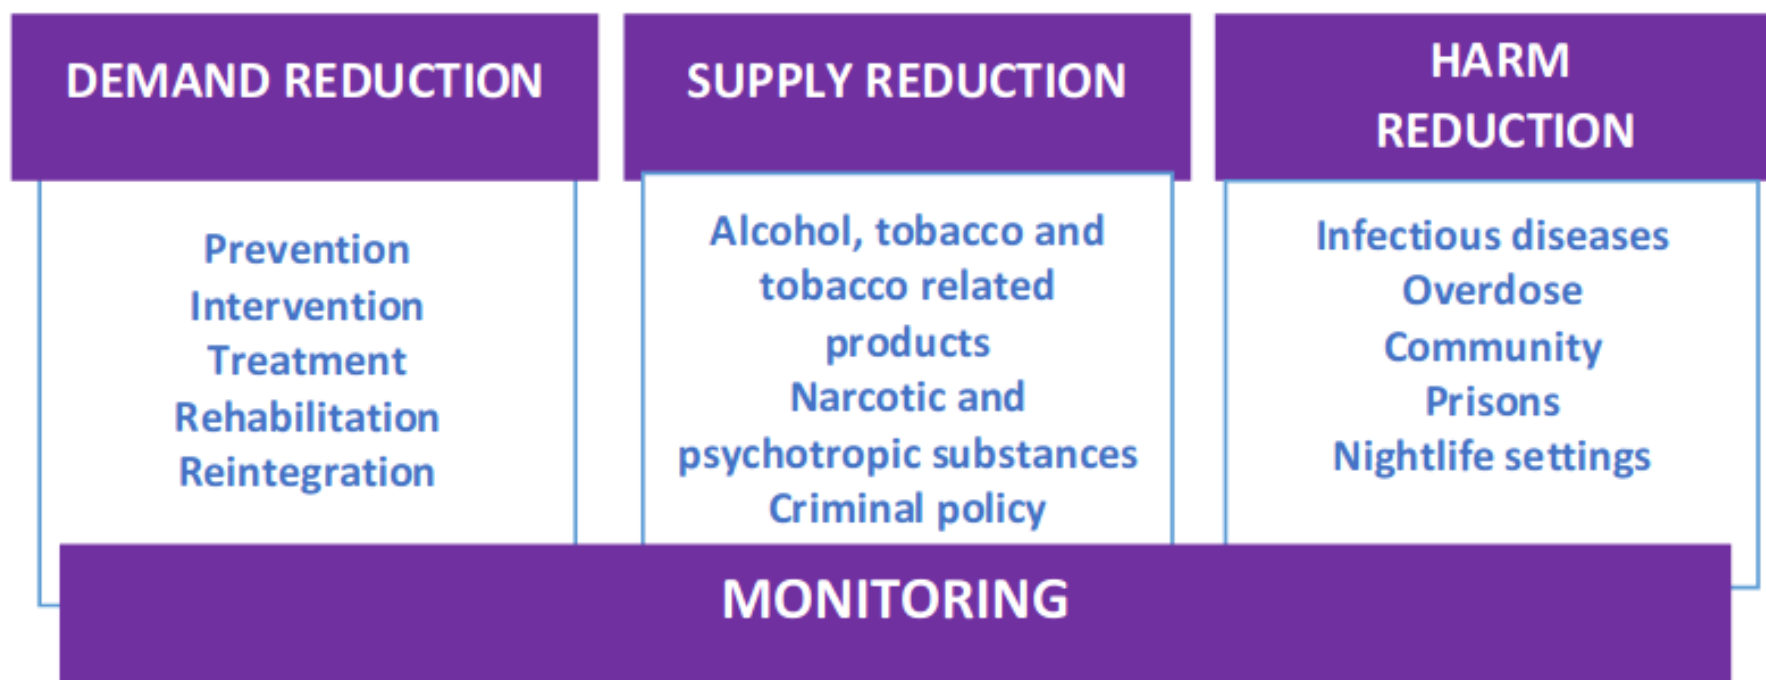 DEMAND REDUCTION
Prevention
Intervention
Treatment
Rehabilitation
Reintegration
SUPPLY REDUCTION
Alcohol, tobacco and
tobacco related
products
Narcotic and
psychotropic substances
Criminal policy
HARM
REDUCTION
Infectious diseases
Overdose
Community
Prisons
Nightlife settings
MONITORING